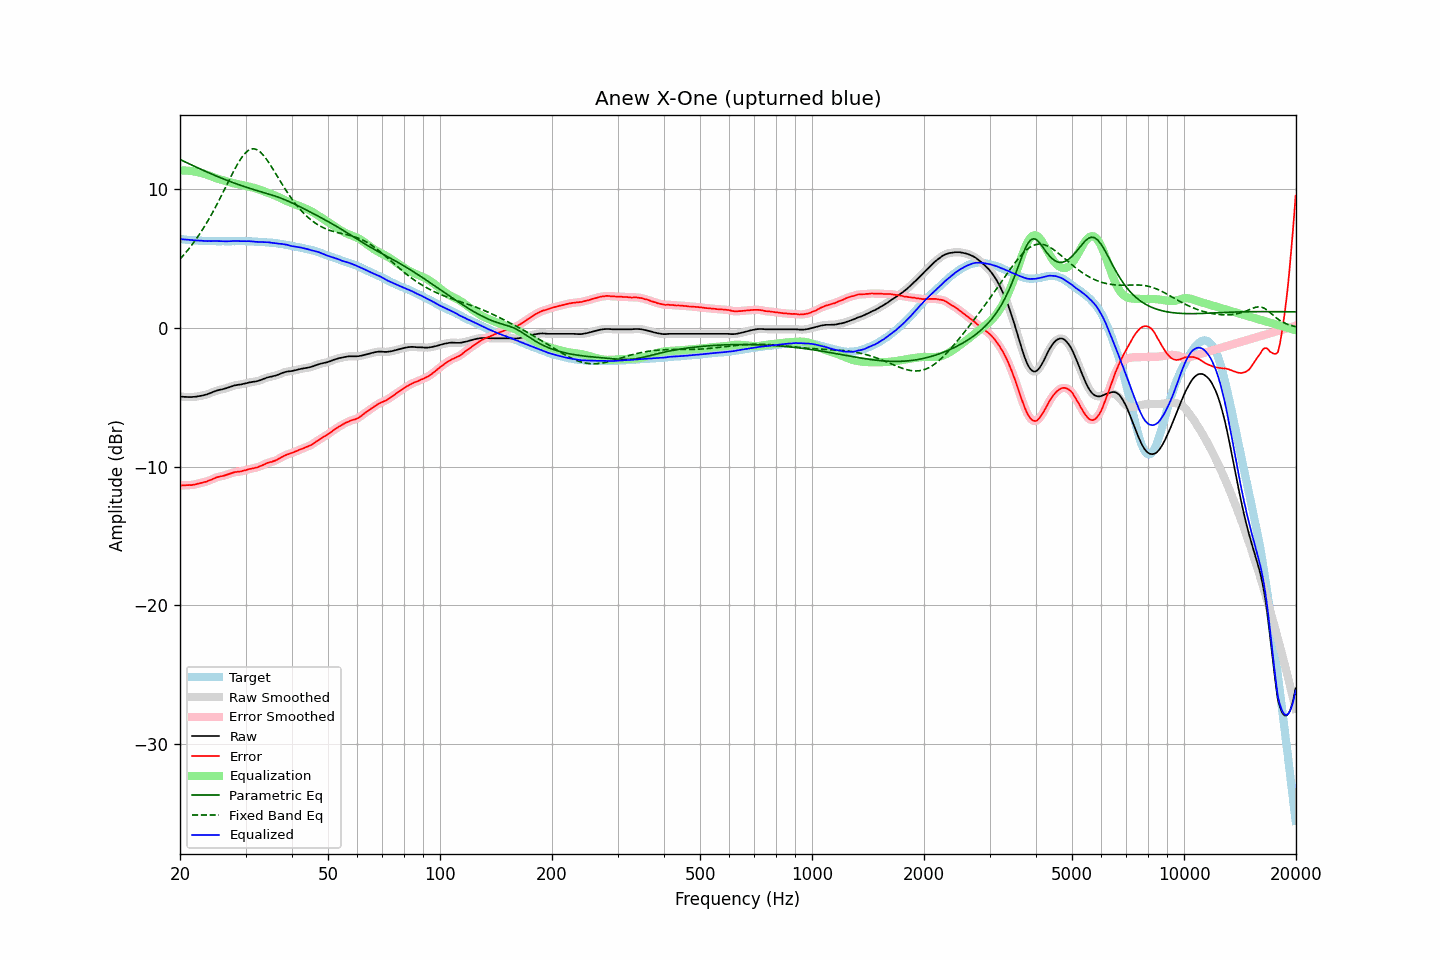 Anew X-One (upturned blue)
10
0
−10
−20
−30
Amplitude (dBr)
Target
Raw Smoothed
Error Smoothed
Raw
Error
Equalization
Parametric Eq
Fixed Band Eq
Equalized
20 50 100 200 500 1000 2000 5000 10000 20000
Frequency (Hz)